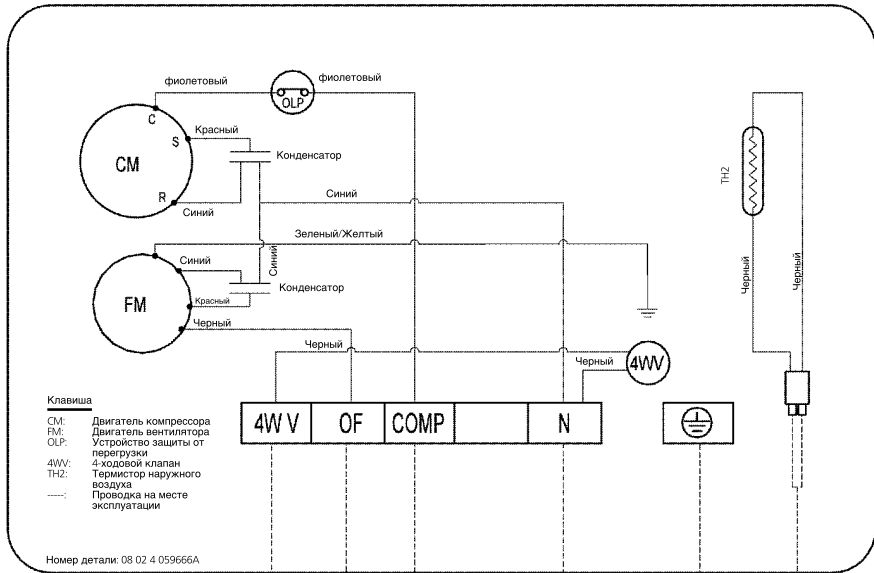 фиолетовый
фиолетовый
OLP
C
Красный
S
CM
Конденсатор
R
Синий
Синий
TH2
Зеленый/Желтый
Синий
Синий
Конденсатор
FM
Красный
Черный
Черный
Черный
Черный
Черный
4WV
Клавиша
CM: Двигатель компрессора
FM: Двигатель вентилятора
OLP: Устройство защиты от
перегрузки
4WV: 4-ходовой клапан
TH2: Термистор наружного
воздуха
-----: Проводка на месте
эксплуатации
4W V
OF
COMP
N
Номер детали: 08 02 4 059666A